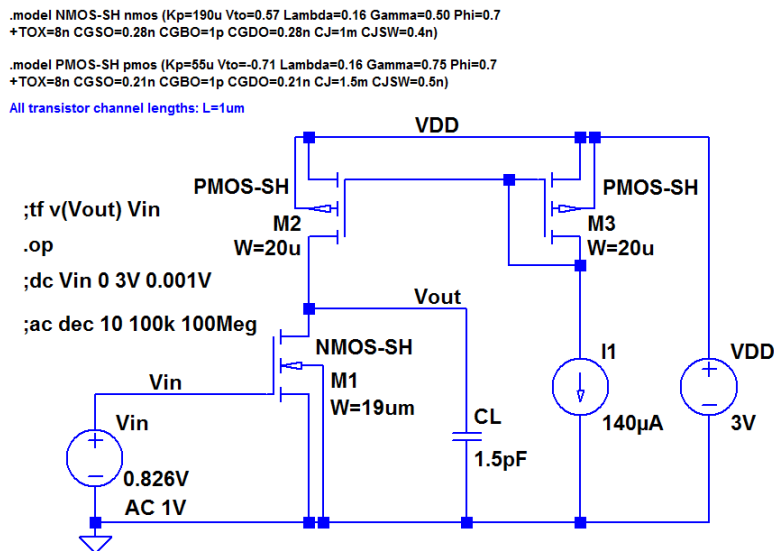 .model NMOS-SH nmos (Kp=190u Vto=0.57 Lambda=0.16 Gamma=0.50 Phi=0.7
+TOX=8n CGSO=0.28n CGBO=1p CGDO=0.28n CJ=1m CJSW=0.4n)
.model PMOS-SH pmos (Kp=55u Vto=-0.71 Lambda=0.16 Gamma=0.75 Phi=0.7
+TOX=8n CGSO=0.21n CGBO=1p CGDO=0.21n CJ=1.5m CJSW=0.5n)
All transistor channel lengths: L=1um
VDD
PMOS-SH
M2
W=20u
PMOS-SH
M3
W=20u
;tf v(Vout) Vin
.op
;dc Vin 0 3V 0.001V
;ac dec 10 100k 100Meg
Vout
NMOS-SH
M1
W=19um
Vin
Vin
0.826V
AC 1V
CL
1.5pF
I1
140µA
VDD
3V